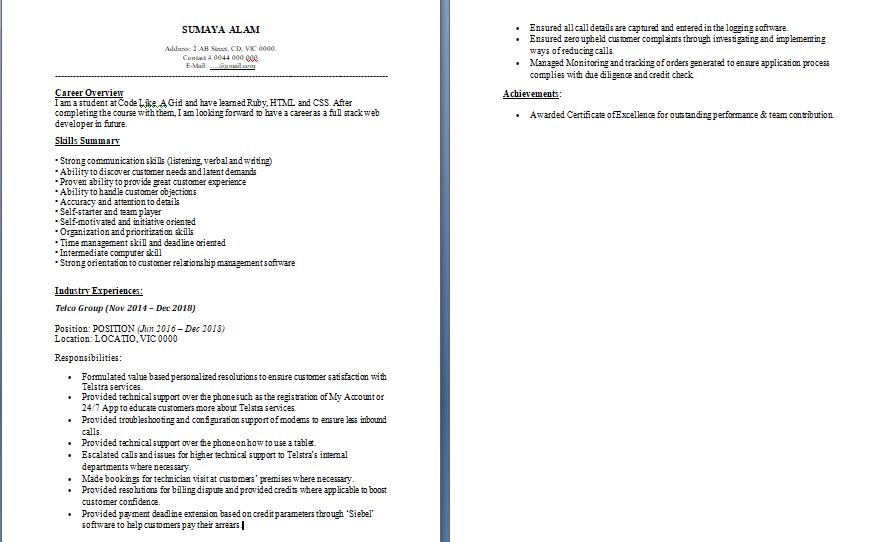 SUMAYA ALAM
Address: 2 AB Street, CD, VIC 0000.
Contact # 0044 000 000
E-Mail: ....@gmail.com
Career Overview
I am a student at Code Like A Girl and have learned Ruby, HTML and CSS. After
completing the course with them, I am looking forward to have a career as a full stack web
developer in future.
Skills Summary
• Strong communication skills (listening, verbal and writing)
• Ability to discover customer needs and latent demands
• Proven ability to provide great customer experience
• Ability to handle customer objections
• Accuracy and attention to details
• Self-starter and team player
• Self-motivated and initiative oriented
• Organization and prioritization skills
• Time management skill and deadline oriented
• Intermediate computer skill
• Strong orientation to customer relationship management software
Industry Experiences:
Telco Group (Nov 2014 – Dec 2018)
Position: POSITION (Jun 2016 – Dec 2018)
Location: LOCATIO, VIC 0000
Responsibilities:
• Formulated value based personalized resolutions to ensure customer satisfaction with
Telstra services.
• Provided technical support over the phone such as the registration of My Account or
24/7 App to educate customers more about Telstra services.
• Provided troubleshooting and configuration support of modems to ensure less inbound
calls.
• Provided technical support over the phone on how to use a tablet.
• Escalated calls and issues for higher technical support to Telstra's internal
departments where necessary.
• Made bookings for technician visit at customers' premises where necessary.
• Provided resolutions for billing dispute and provided credits where applicable to boost
customer confidence.
• Provided payment deadline extension based on credit parameters through 'Siebel'
software to help customers pay their arrears.
• Ensured all call details are captured and entered in the logging software.
• Ensured zero upheld customer complaints through investigating and implementing
ways of reducing calls.
• Managed Monitoring and tracking of orders generated to ensure application process
complies with due diligence and credit check.
Achievements:
• Awarded Certificate of Excellence for outstanding performance & team contribution.